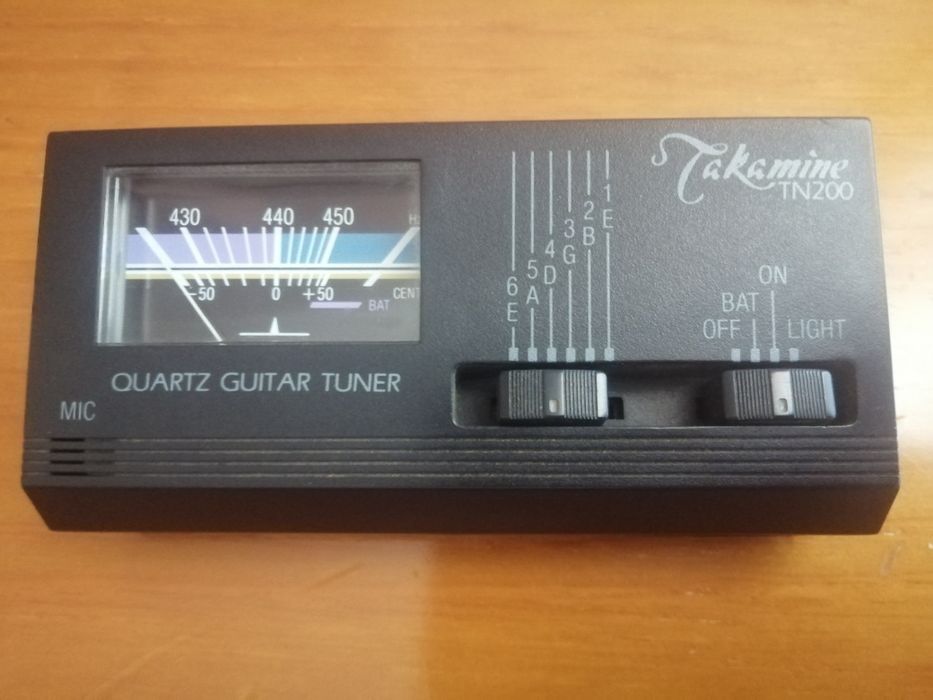 Takamine
TN200
430 440 450 H
-50 0 +50 CENT
BAT
QUARTZ GUITAR TUNER
MIC
6 E
5 A
4 D
3 G
2 B
1 E
OFF
BAT
ON
LIGHT